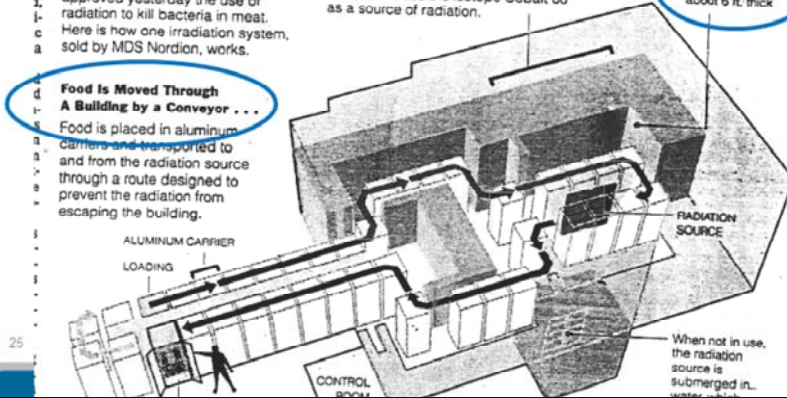 approved yesterday the use of
radiation to kill bacteria in meat.
Here is how one irradiation system,
sold by MDS Nordion, works.
as a source of radiation.
about 6 ft. thick
Food Is Moved Through
A Building by a Conveyor . . .
Food is placed in aluminum
carriers and transported to
and from the radiation source
through a route designed to
prevent the radiation from
escaping the building.
ALUMINUM CARRIER
LOADING
RADIATION
SOURCE
When not in use,
the radiation
source is
submerged in
water which
CONTROL
ROOM
25